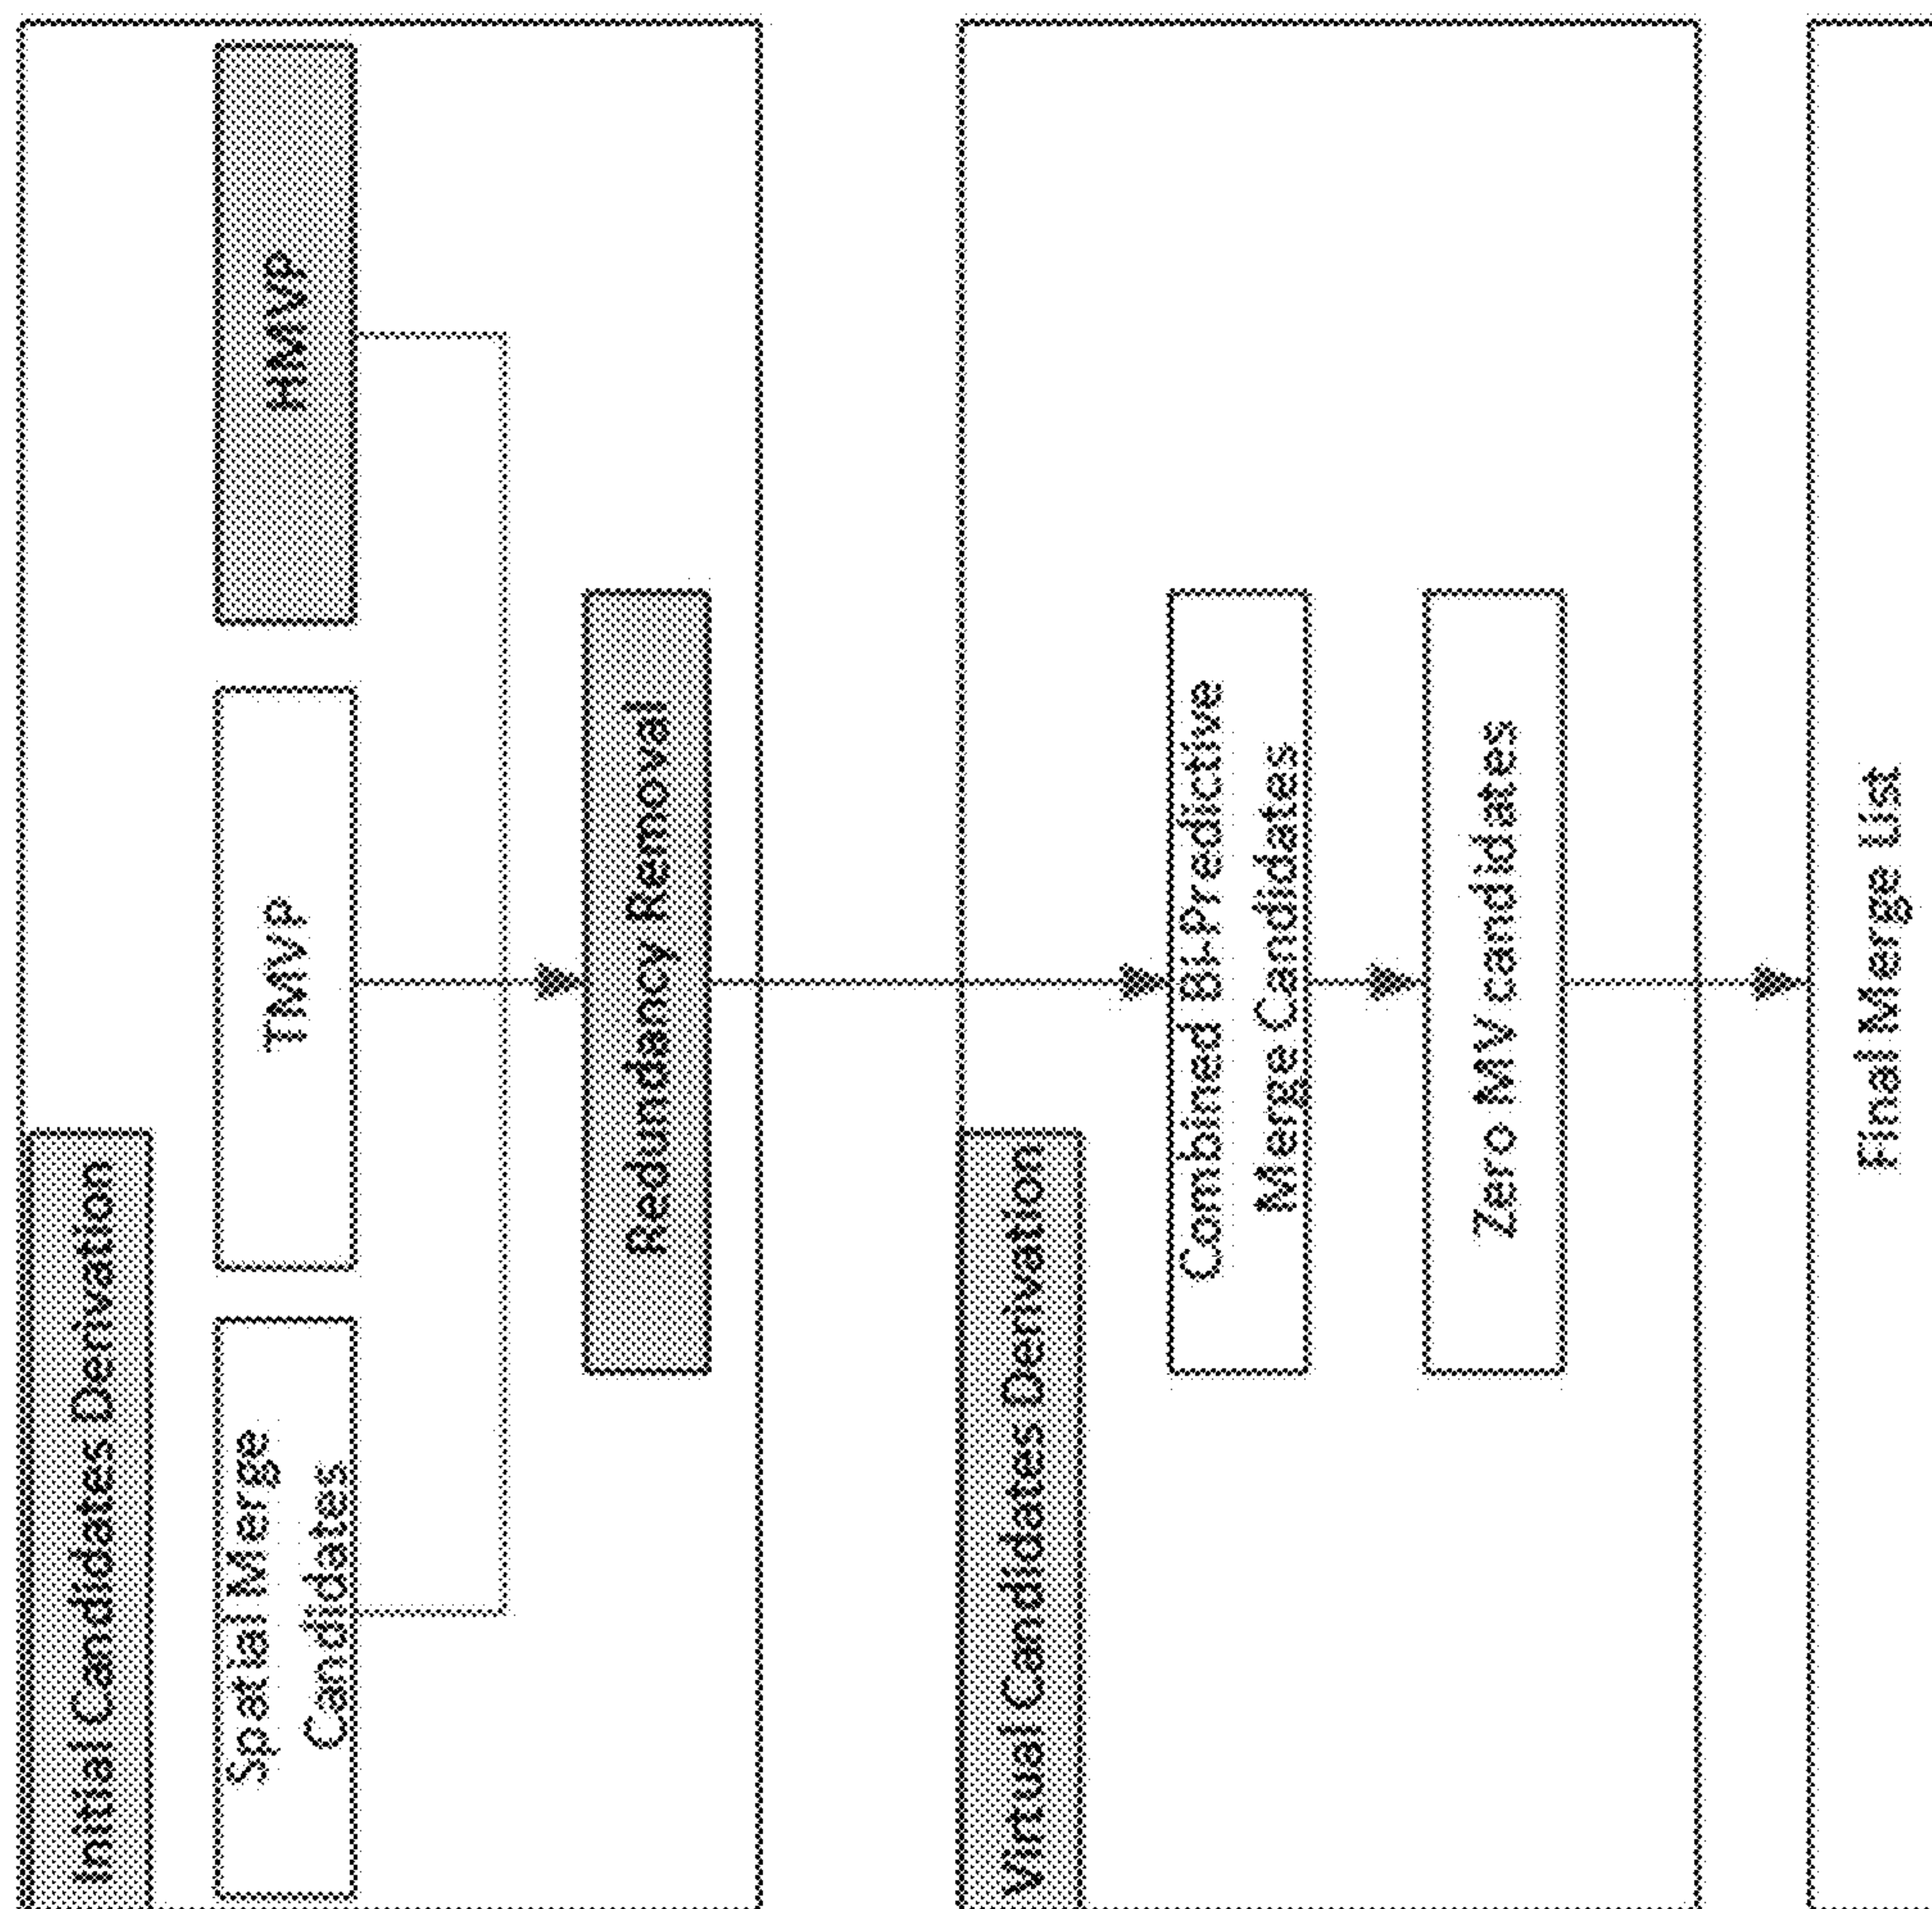 Initial Candidates Derivation
Spatial Merge
Candidates
TMVP
HMVP
Redundancy Removal
Virtual Candidates Derivation
Combined Bi-Predictive
Merge Candidates
Zero MV candidates
Final Merge List